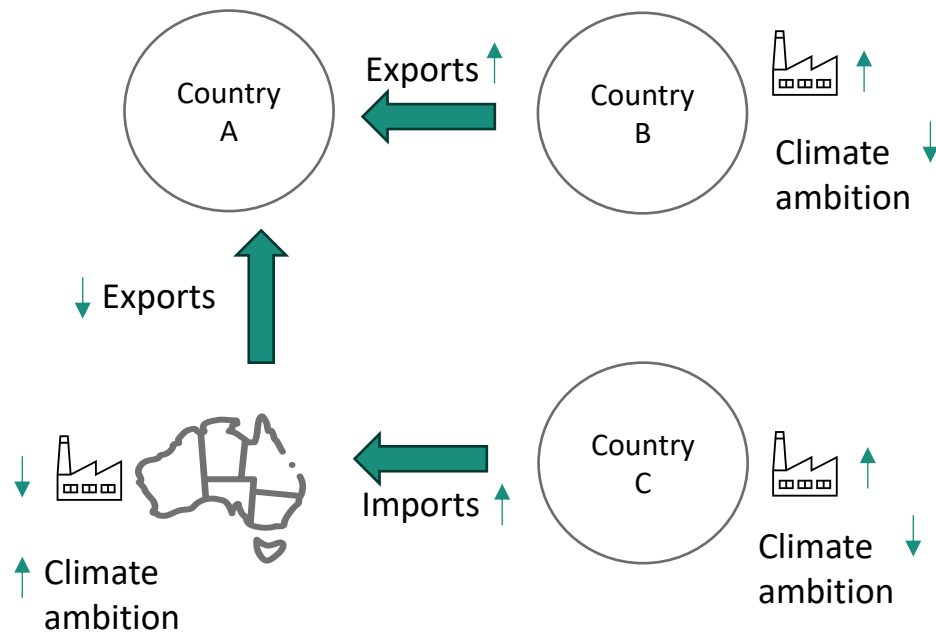 Country
A
Exports
Country
B
Climate
ambition
Exports
Country
C
Imports
Climate
ambition
Climate
ambition